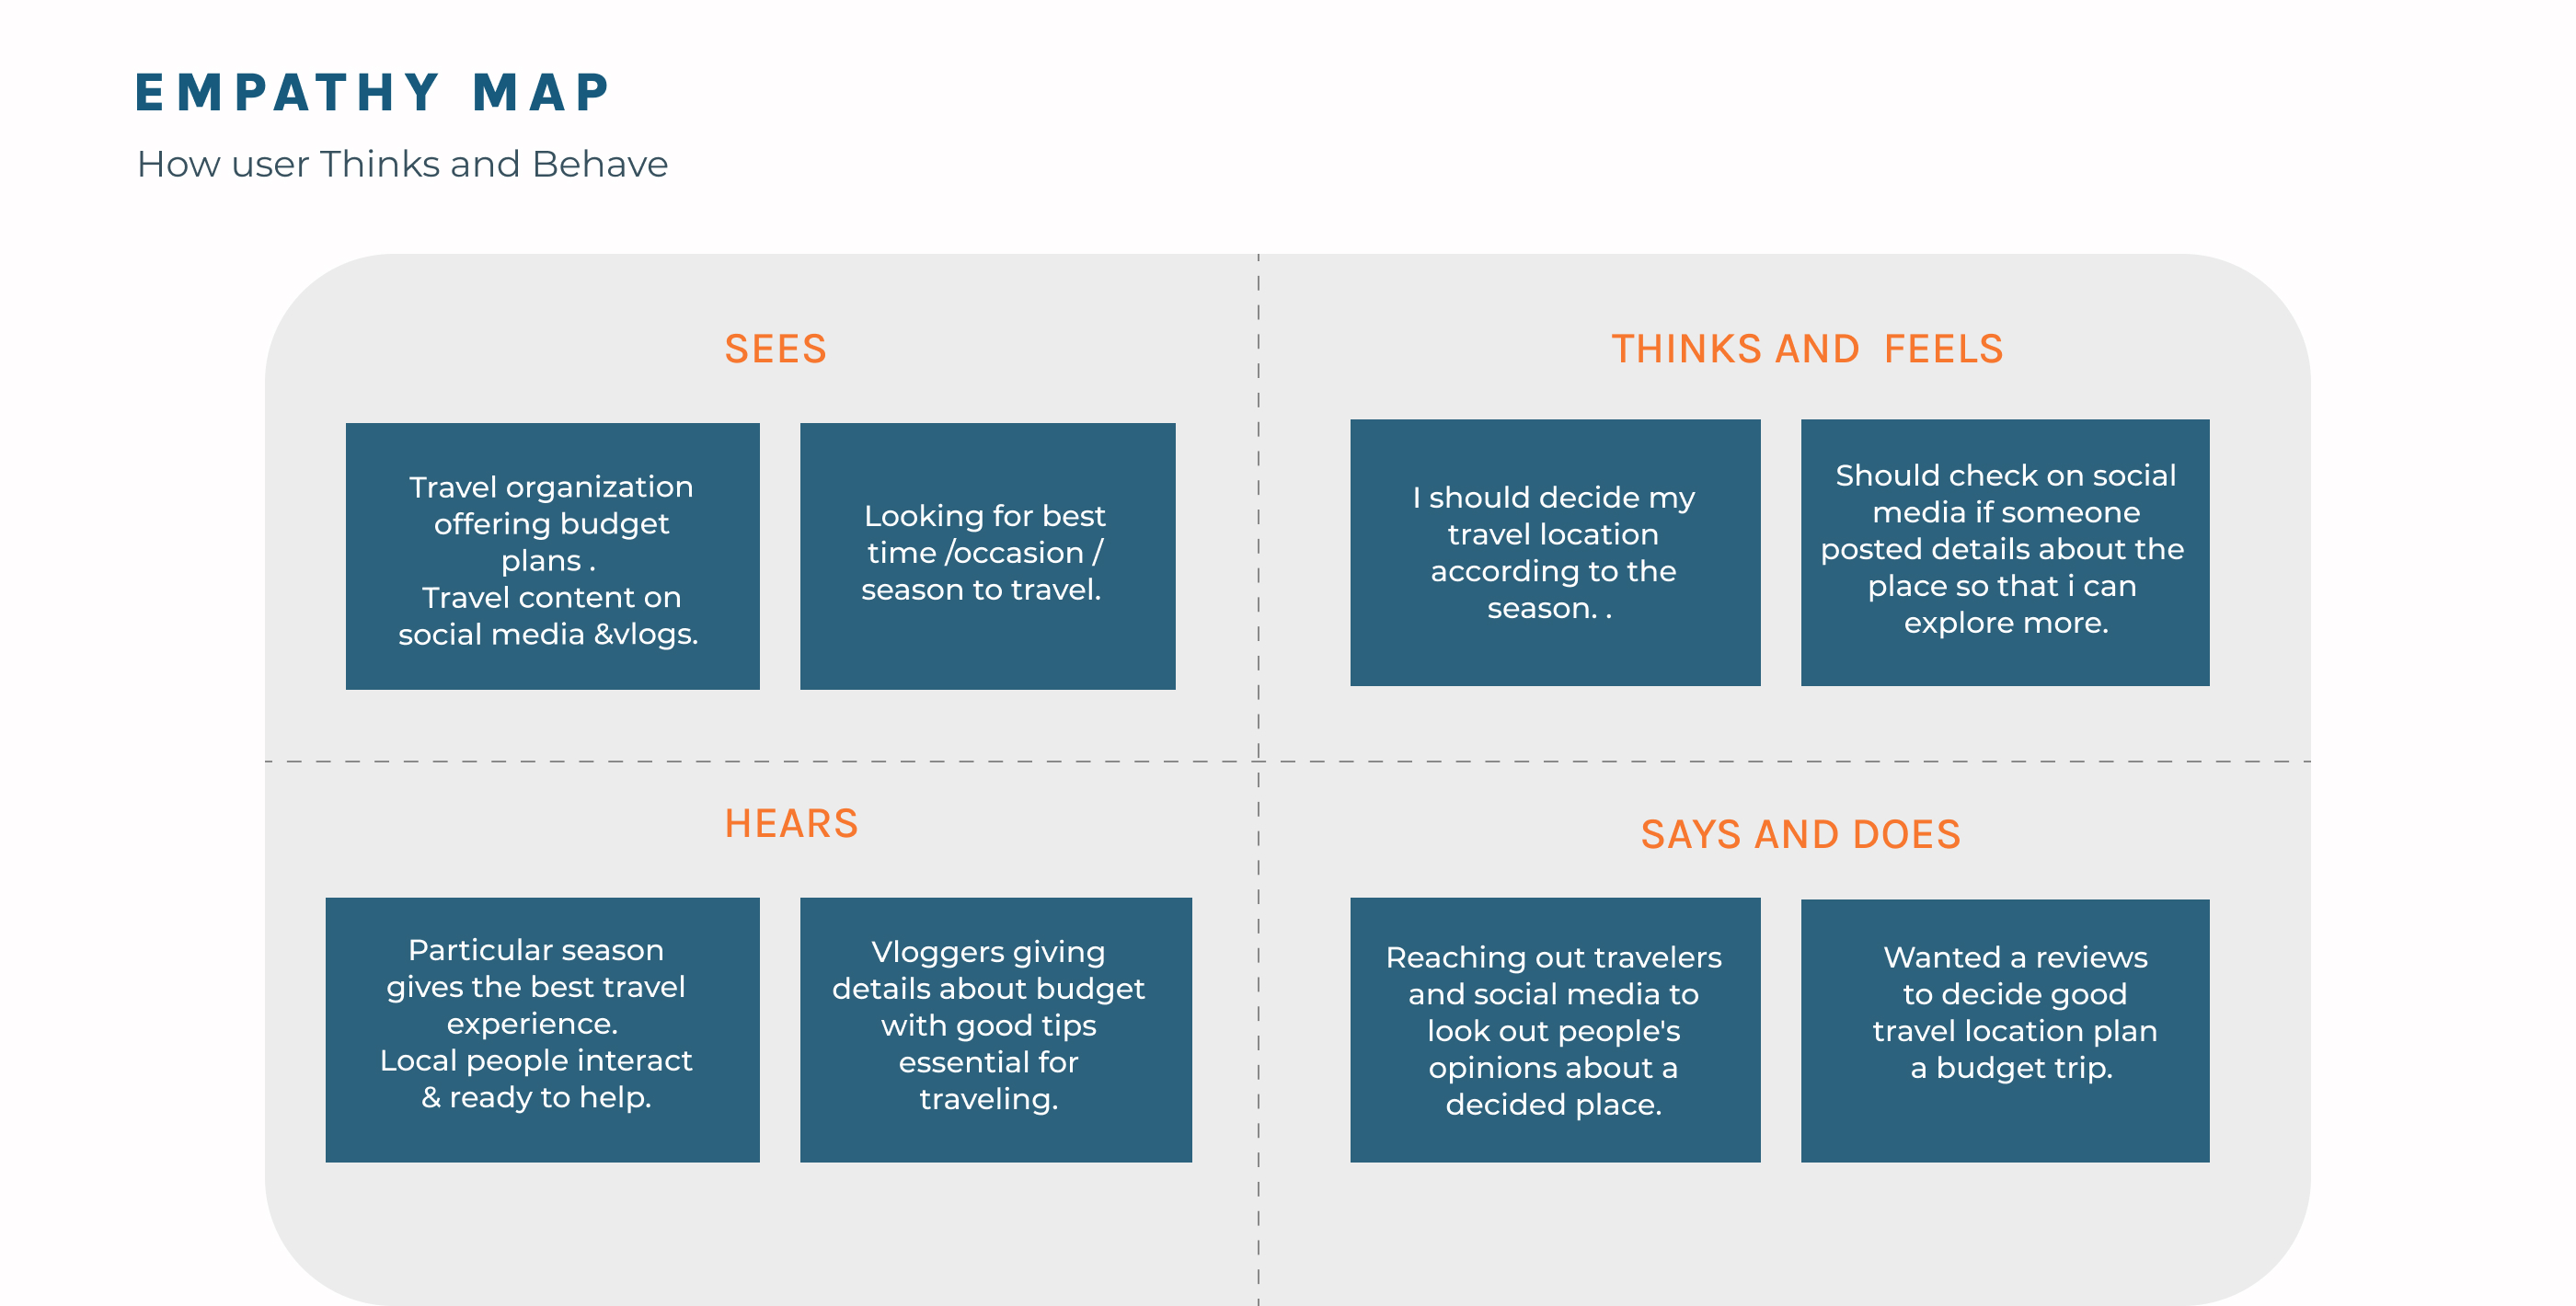 EMPATHY MAP
How user Thinks and Behave
SEES
Travel organization
offering budget
plans .
Travel content on
social media &vlogs.
Looking for best
time /occasion /
season to travel.
THINKS AND  FEELS
I should decide my
travel location
according to the
season. .
Should check on social
media if someone
posted details about the
place so that i can
explore more.
HEARS
Particular season
gives the best travel
experience.
Local people interact
& ready to help.
Vloggers giving
details about budget
with good tips
essential for
traveling.
SAYS AND DOES
Reaching out travelers
and social media to
look out people's
opinions about a
decided place.
Wanted a reviews
to decide good
travel location plan
a budget trip.